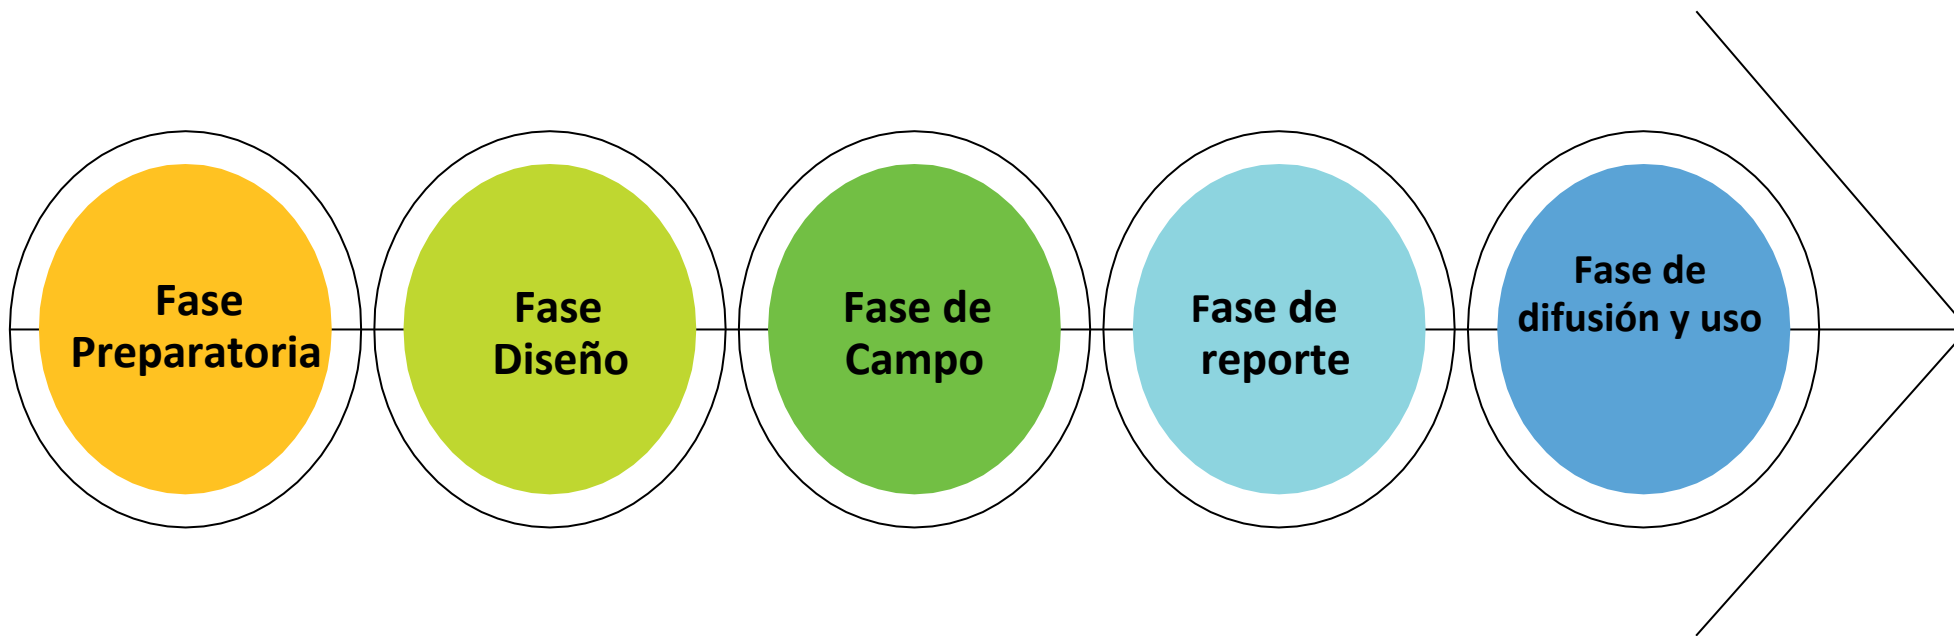 Fase
Preparatoria
Fase
Diseño
Fase de
Campo
Fase de
reporte
Fase de
difusión y uso